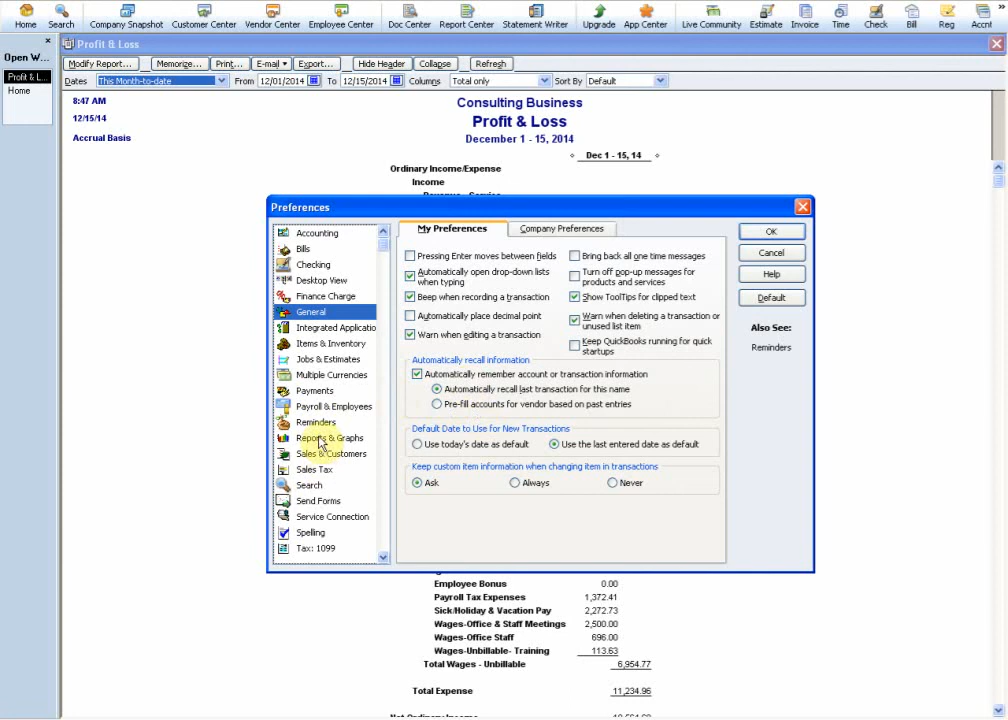 Home Search Company Snapshot Customer Center Vendor Center Employee Center Doc Center Report Center Statement Writer Upgrade App Center Live Community Estimate Invoice Time Check Bill Reg Accnt
Open W...
Profit & L...
Home
Profit & Loss
Modify Report... Memorize... Print... E-mail Export... Hide Header Collapse Refresh
Dates This Month-to-date From 12/01/2014 To 12/15/2014 Columns Total only Sort By Default
8:47 AM
12/15/14
Accrual Basis
Consulting Business
Profit & Loss
December 1 - 15, 2014
Dec 1 - 15, 14
Ordinary Income/Expense
Income
Preferences
Accounting
Bills
Checking
Desktop View
Finance Charge
General
Integrated Applicatio
Items & Inventory
Jobs & Estimates
Multiple Currencies
Payments
Payroll & Employees
Reminders
Reports & Graphs
Sales & Customers
Sales Tax
Search
Send Forms
Service Connection
Spelling
Tax: 1099
My Preferences Company Preferences
Pressing Enter moves between fields
Automatically open drop-down lists
when typing
Beep when recording a transaction
Automatically place decimal point
Warn when editing a transaction
Bring back all one time messages
Turn off pop-up messages for
products and services
Show ToolTips for clipped text
Warn when deleting a transaction or
unused list item
Keep QuickBooks running for quick
startups
Automatically recall information
Automatically remember account or transaction information
Automatically recall last transaction for this name
Pre-fill accounts for vendor based on past entries
Default Date to Use for New Transactions
Use today's date as default Use the last entered date as default
Keep custom item information when changing item in transactions
Ask Always Never
OK
Cancel
Help
Default
Also See:
Reminders
Employee Bonus 0.00
Payroll Tax Expenses 1,372.41
Sick/Holiday & Vacation Pay 2,272.73
Wages-Office & Staff Meetings 2,500.00
Wages-Office Staff 696.00
Wages-Unbillable- Training 113.63
Total Wages - Unbillable 6,954.77
Total Expense 11,234.96